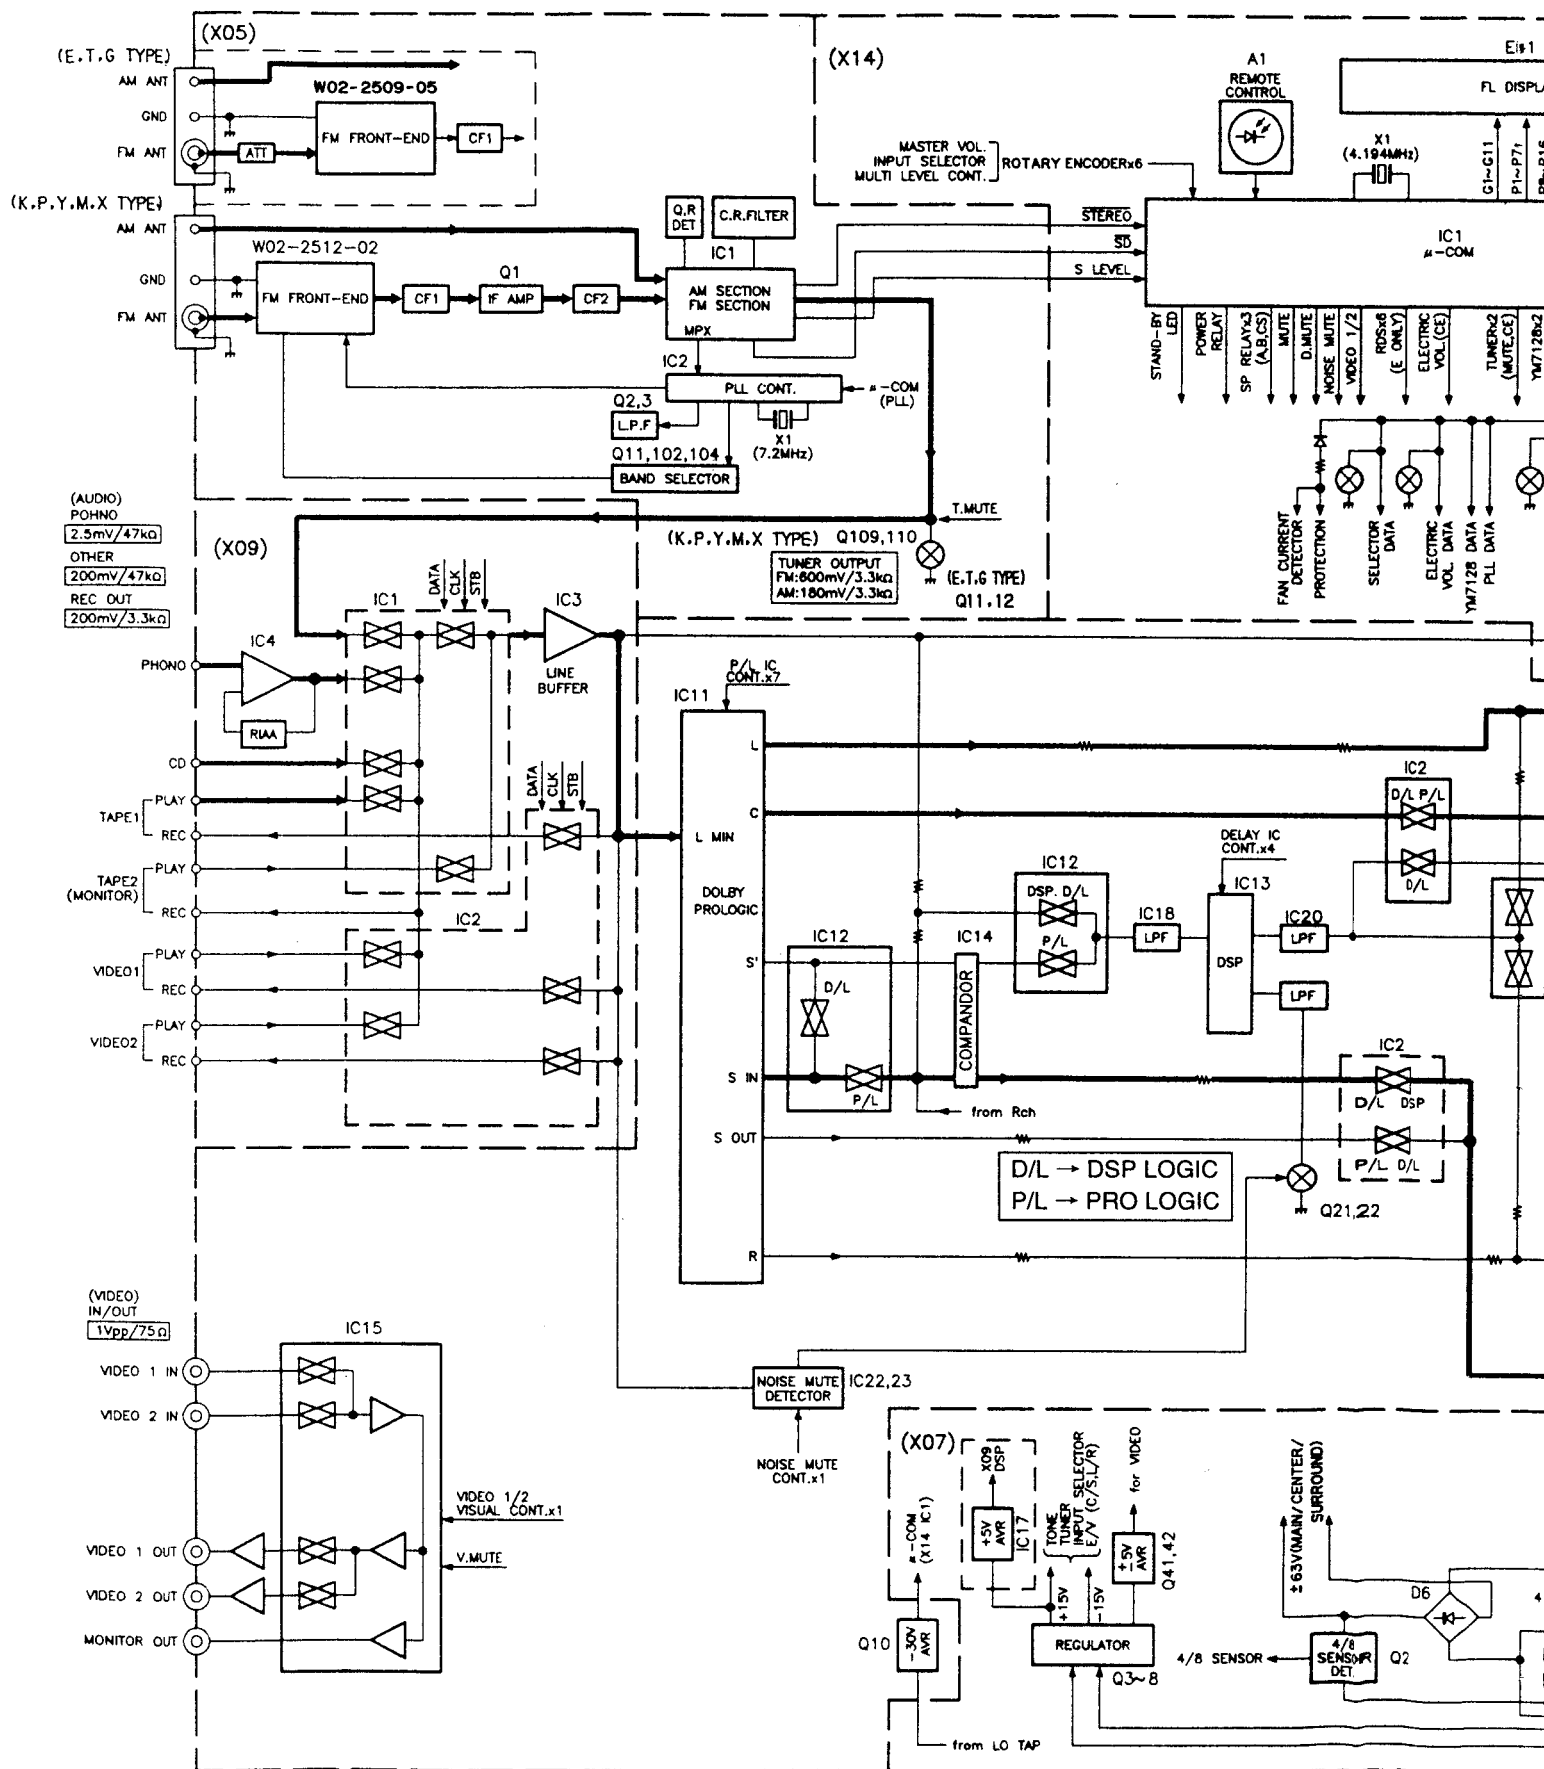 (X05)
(E.T.G TYPE)
AM ANT
W02-2509-05
GND
FM FRONT-END
CF1
FM ANT
ATT
(K.P.Y.M.X TYPE)
AM ANT
W02-2512-02
GND
FM FRONT-END
CF1
Q1
IF AMP
CF2
FM ANT
Q.R
DET
C.R.FILTER
IC1
AM SECTION
FM SECTION
MPX
IC2
PLL CONT.
μ-COM
(PLL)
Q2,3
L.P.F
X1
(7.2MHz)
Q11,102,104
BAND SELECTOR
(X14)
A1
REMOTE
CONTROL
FL DISPLA
MASTER VOL.
INPUT SELECTOR
MULTI LEVEL CONT.
ROTARY ENCODERx6
X1
(4.194MHz)
G1~G11
P1~P7
STEREO
SD
S LEVEL
IC1
μ-COM
STAND-BY
LED
POWER
RELAY
SP RELAYx3
(A,B,CS)
MUTE
D.MUTE
NOISE MUTE
VIDEO 1/2
RDSx6
(E ONLY)
ELECTRIC
VOL.(CE)
TUNERx2
(MUTE,CE)
YM7128x2
FAN CURRENT
DETECTOR
PROTECTION
SELECTOR
DATA
ELECTRIC
VOL. DATA
YM7128 DATA
PLL DATA
T.MUTE
(K.P.Y.M.X TYPE) Q109,110
TUNER OUTPUT
FM:600mV/3.3kΩ
AM:180mV/3.3kΩ
(E.T.G TYPE)
Q11.12
(AUDIO)
POHNO
2.5mV/47kΩ
OTHER
200mV/47kΩ
REC OUT
200mV/3.3kΩ
(X09)
DATA
CLK
STB
IC1
IC3
LINE
BUFFER
IC4
PHONO
RIAA
CD
PLAY
TAPE1
REC
PLAY
TAPE2
(MONITOR)
REC
IC2
DATA
CLK
STB
PLAY
VIDEO1
REC
PLAY
VIDEO2
REC
P/L IC
CONT.x7
IC11
L
C
L MIN
DOLBY
PROLOGIC
S'
S IN
S OUT
R
IC12
D/L
P/L
IC14
COMPANDOR
IC12
DSP. D/L
P/L
IC18
LPF
DELAY IC
CONT.x4
IC13
DSP
IC20
LPF
LPF
IC2
D/L P/L
D/L
from Rch
IC2
D/L DSP
P/L D/L
D/L → DSP LOGIC
P/L → PRO LOGIC
Q21,22
(VIDEO)
IN/OUT
1Vpp/75Ω
IC15
VIDEO 1 IN
VIDEO 2 IN
VIDEO 1/2
VISUAL CONT.x1
V.MUTE
VIDEO 1 OUT
VIDEO 2 OUT
MONITOR OUT
NOISE MUTE
DETECTOR
IC22,23
NOISE MUTE
CONT.x1
(X07)
μ-COM
(X14 IC1)
X09
DSP
+5V
AVR
IC17
TONE
TUNER
INPUT SELECTOR
E/V (C/S,L/R)
+15V
-15V
for VIDEO
±5V
AVR
Q41,42
Q10
-30V
AVR
REGULATOR
Q3~8
from LO TAP
±63V(MAIN/CENTER/
SURROUND)
D6
4
4/8 SENSOR
4/8
DET.
Q2